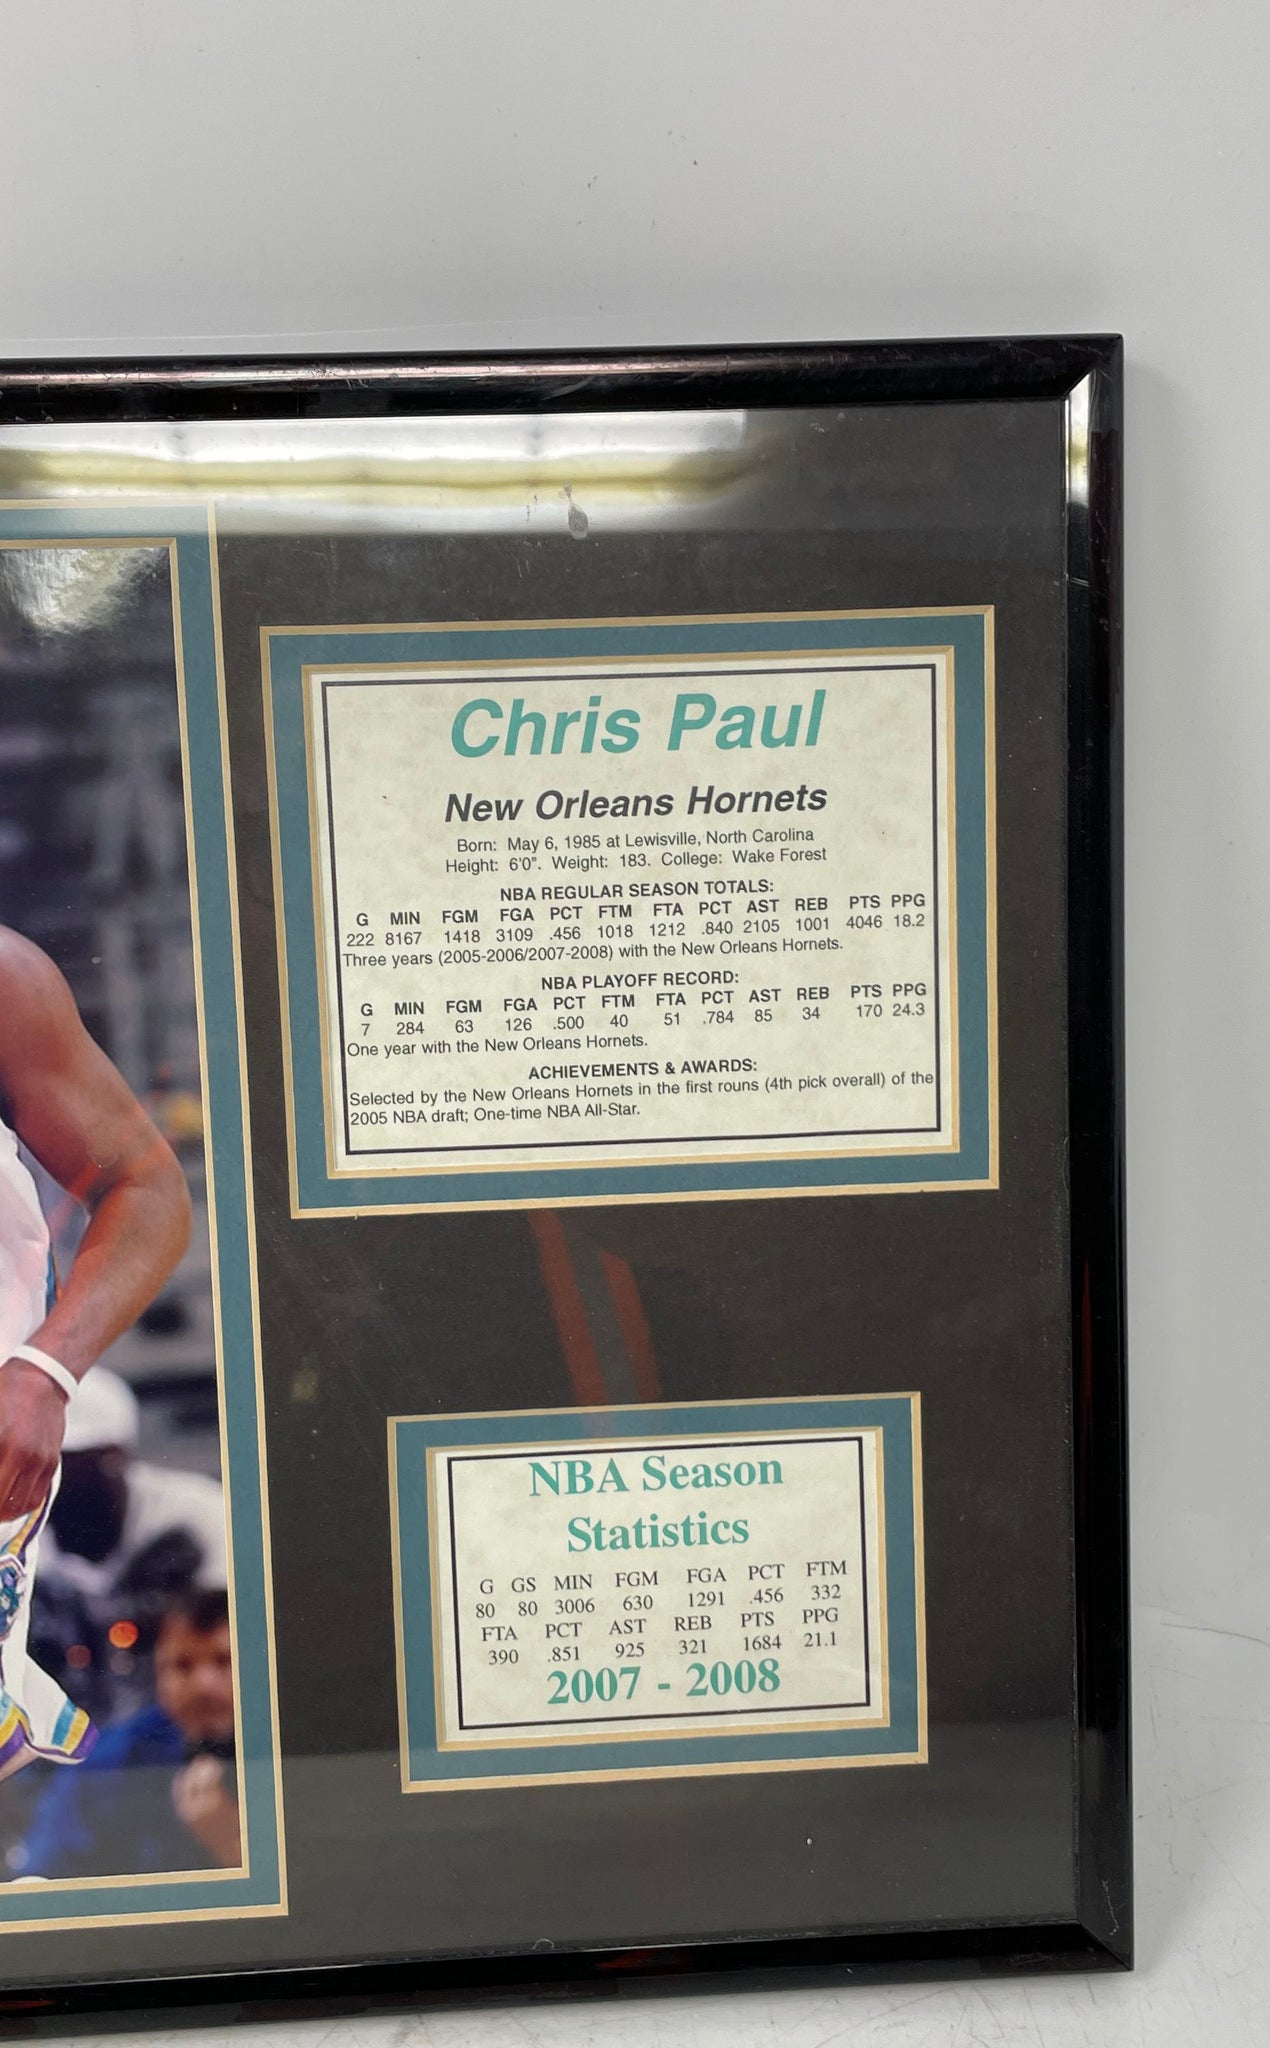 Chris Paul
New Orleans Hornets
Born: May 6, 1985 at Lewisville, North Carolina
Height: 6'0". Weight: 183. College: Wake Forest
NBA REGULAR SEASON TOTALS:
G MIN FGM FGA PCT FTM FTA PCT AST REB PTS PPG
222 8167 1418 3109 .456 1018 1212 .840 2105 1001 4046 18.2
Three years (2005-2006/2007-2008) with the New Orleans Hornets.
NBA PLAYOFF RECORD:
G MIN FGM FGA PCT FTM FTA PCT AST REB PTS PPG
7 284 63 126 .500 40 51 .784 85 34 170 24.3
One year with the New Orleans Hornets.
ACHIEVEMENTS & AWARDS:
Selected by the New Orleans Hornets in the first rouns (4th pick overall) of the
2005 NBA draft; One-time NBA All-Star.
NBA Season
Statistics
G GS MIN FGM FGA PCT FTM
80 80 3006 630 1291 .456 332
FTA PCT AST REB PTS PPG
390 .851 925 321 1684 21.1
2007 - 2008